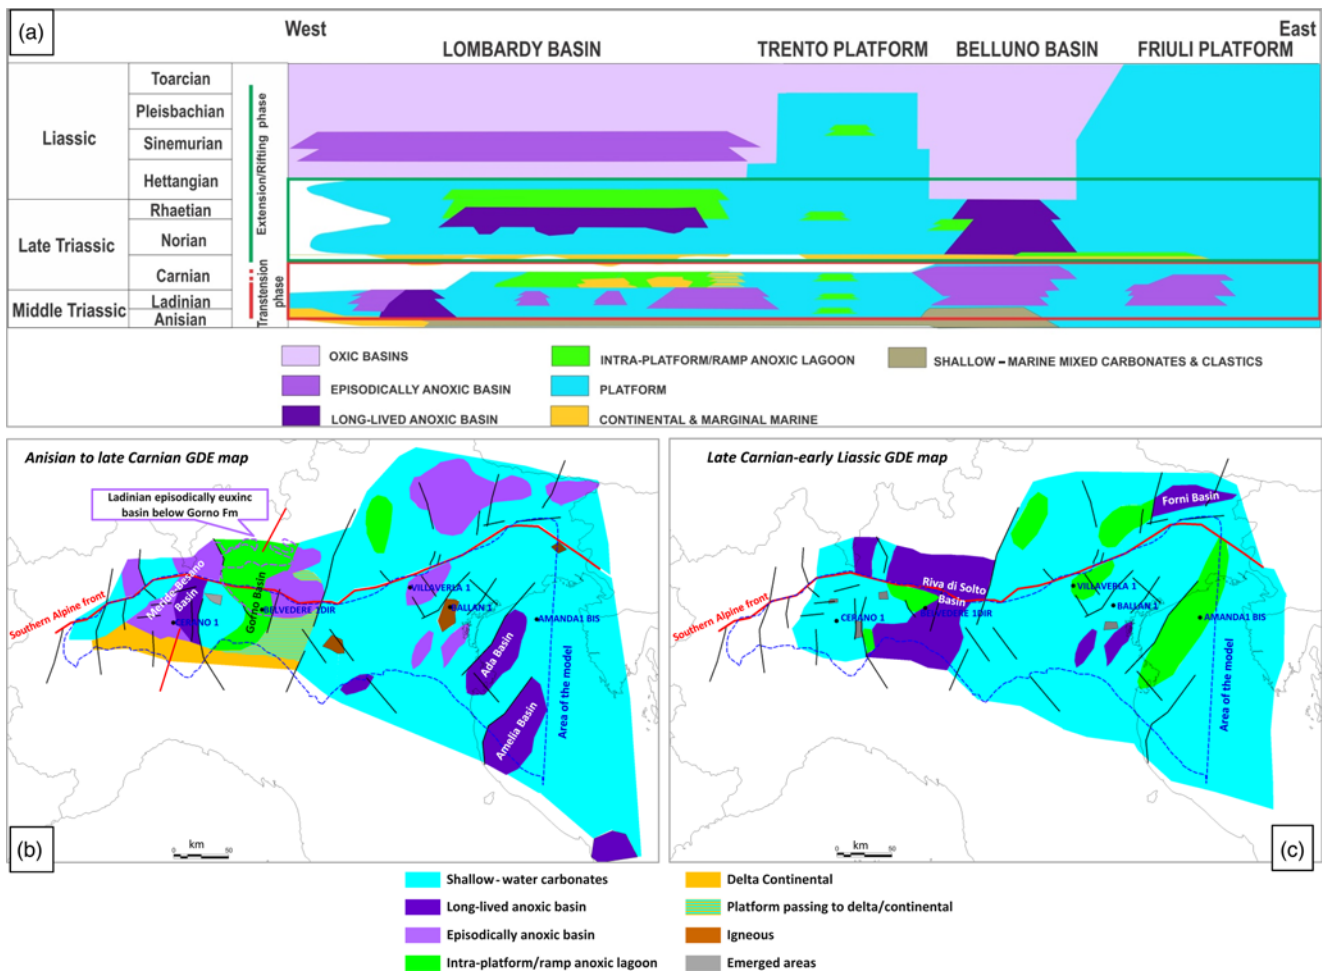 (a)
West
East
LOMBARDY BASIN
TRENTO PLATFORM
BELLUNO BASIN
FRIULI PLATFORM
Liassic
Toarcian
Pleisbachian
Sinemurian
Hettangian
Late Triassic
Rhaetian
Norian
Carnian
Middle Triassic
Ladinian
Anisian
Extension/Rifting phase
Transtension
phase
OXIC BASINS
EPISODICALLY ANOXIC BASIN
LONG-LIVED ANOXIC BASIN
INTRA-PLATFORM/RAMP ANOXIC LAGOON
PLATFORM
CONTINENTAL & MARGINAL MARINE
SHALLOW – MARINE MIXED CARBONATES & CLASTICS
Anisian to late Carnian GDE map
Ladinian episodically euxinc
basin below Gorno Fm
Southern Alpine front
Meride-Besano
Basin
CERANO 1
Gorno Basin
BELVEDERE 1DIR
VILLAVERLA 1
BALLAN 1
AMANDA1 BIS
Ada Basin
Amelia Basin
Area of the model
km
0
50
(b)
Late Carnian-early Liassic GDE map
Forni Basin
Southern Alpine front
Riva di Solto
Basin
CERANO 1
BELVEDERE 1DIR
VILLAVERLA 1
BALLAN 1
AMANDA1 BIS
Area of the model
km
0
50
(c)
Shallow-water carbonates
Long-lived anoxic basin
Episodically anoxic basin
Intra-platform/ramp anoxic lagoon
Delta Continental
Platform passing to delta/continental
Igneous
Emerged areas